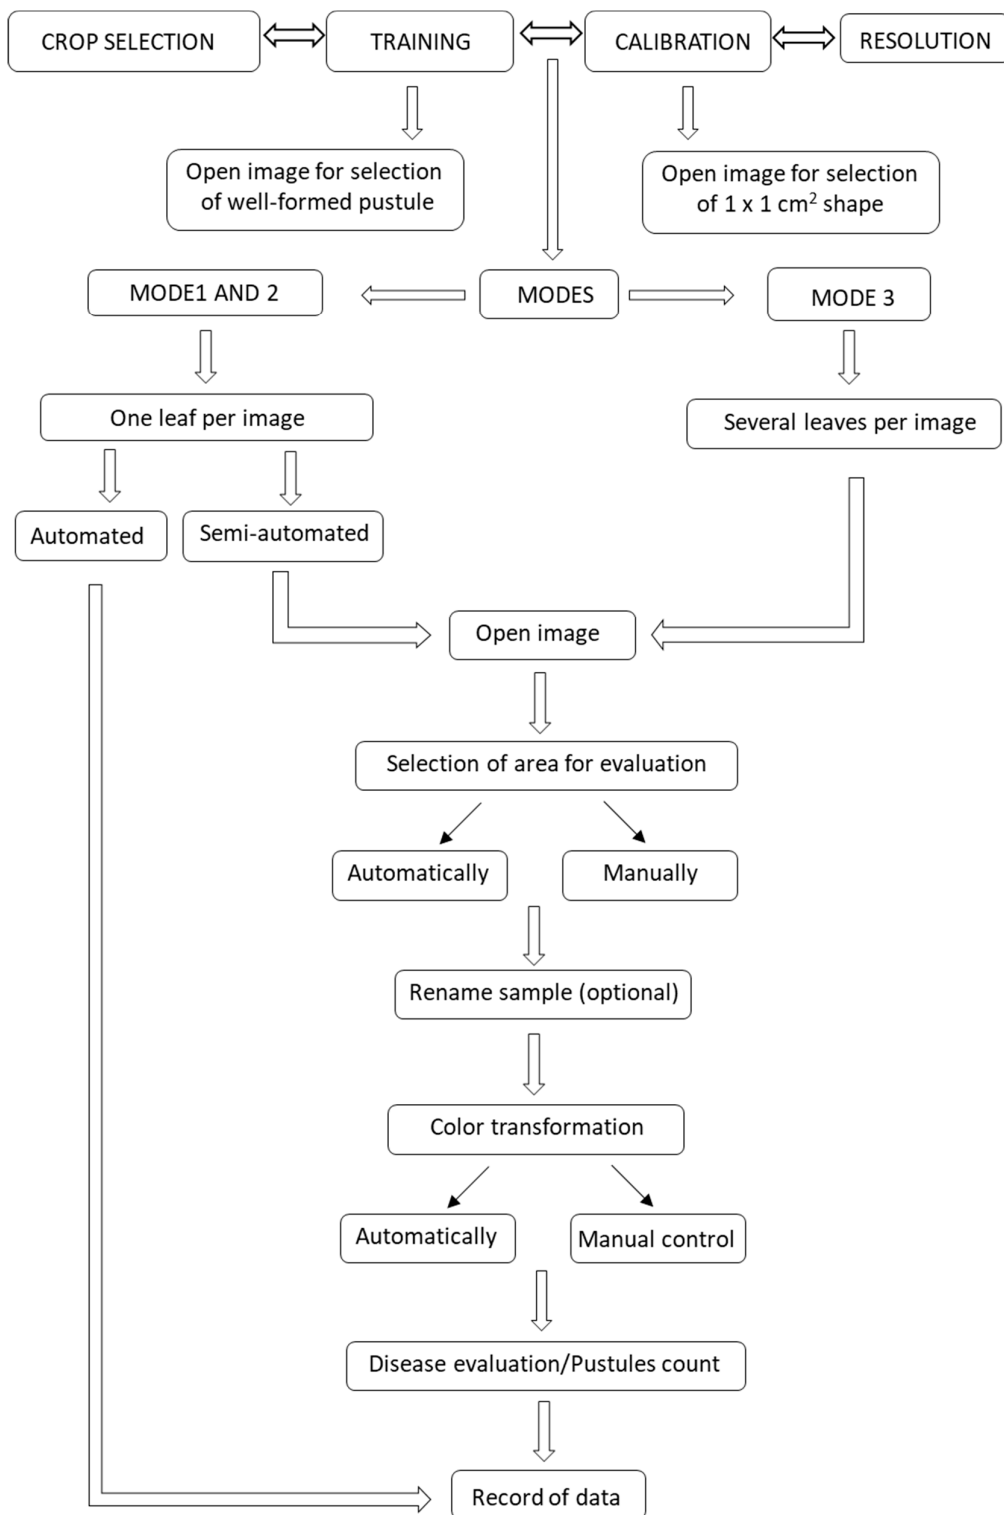 CROP SELECTION
TRAINING
CALIBRATION
RESOLUTION
Open image for selection
of well-formed pustule
Open image for selection
of 1 x 1 cm² shape
MODE1 AND 2
MODES
MODE 3
One leaf per image
Several leaves per image
Automated
Semi-automated
Open image
Selection of area for evaluation
Automatically
Manually
Rename sample (optional)
Color transformation
Automatically
Manual control
Disease evaluation/Pustules count
Record of data